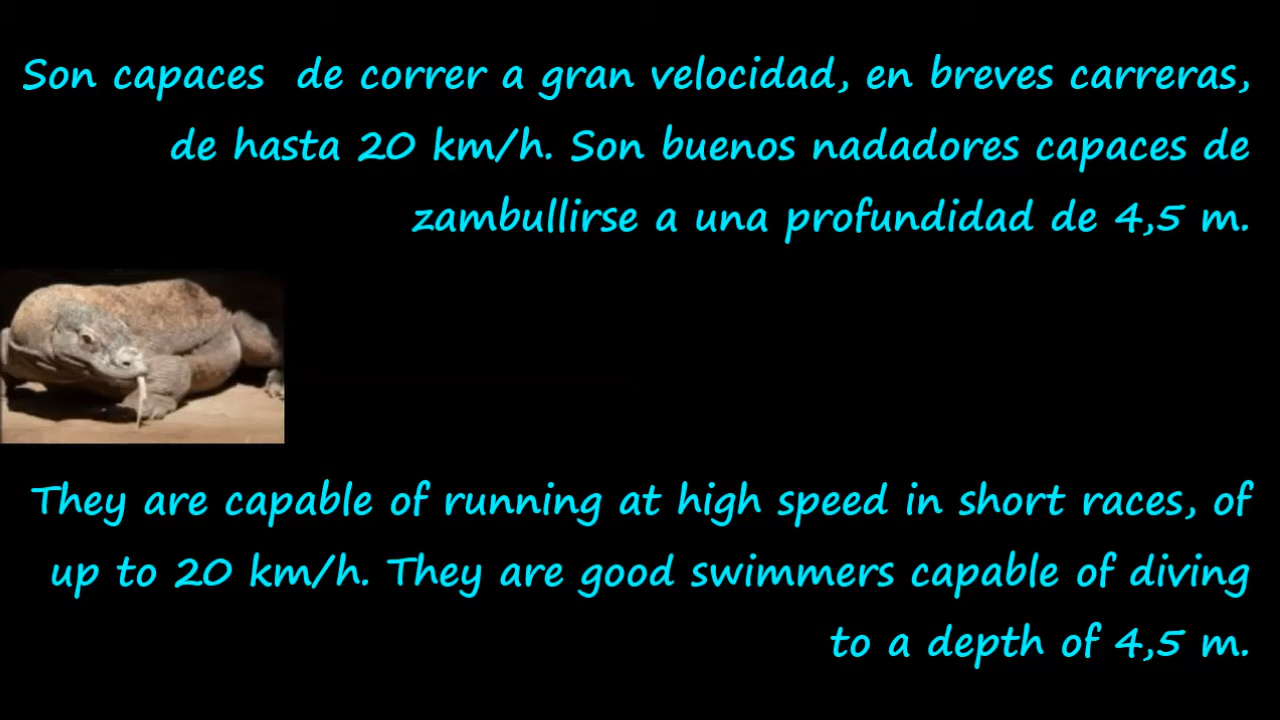 Son capaces  de correr a gran velocidad, en breves carreras,
de hasta 20 km/h. Son buenos nadadores capaces de
zambullirse a una profundidad de 4,5 m.
They are capable of running at high speed in short races, of
up to 20 km/h. They are good swimmers capable of diving
to a depth of 4,5 m.